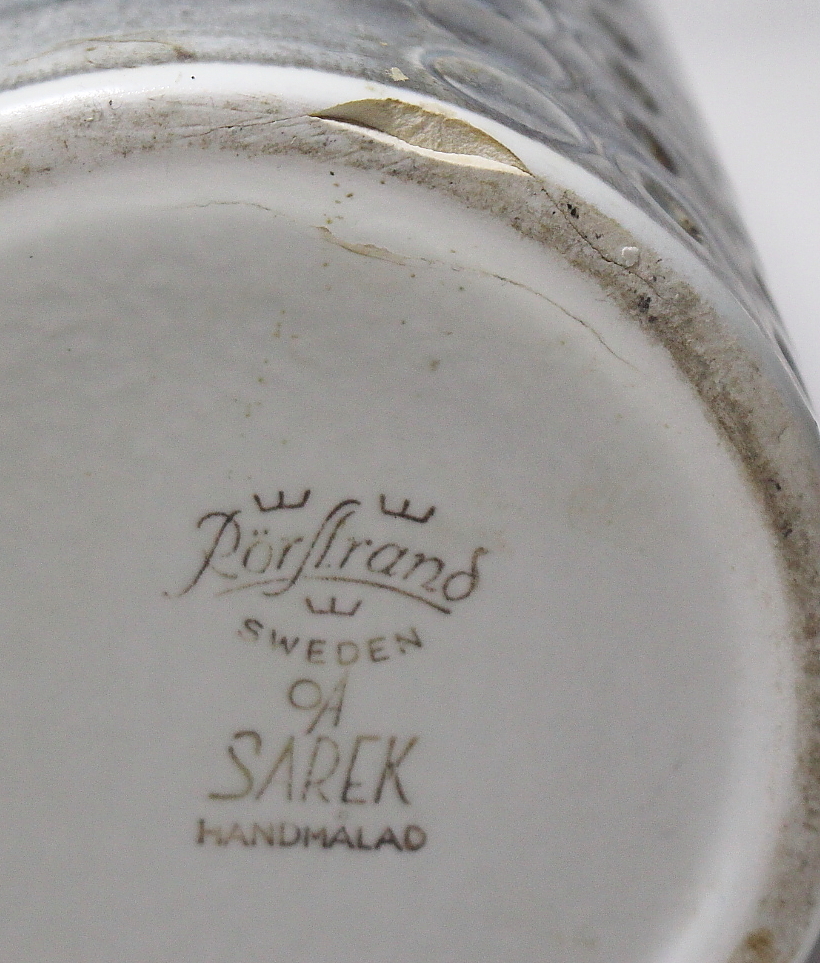 Rörstrand
SWEDEN
OA
SAREK
HANDMÅLAD